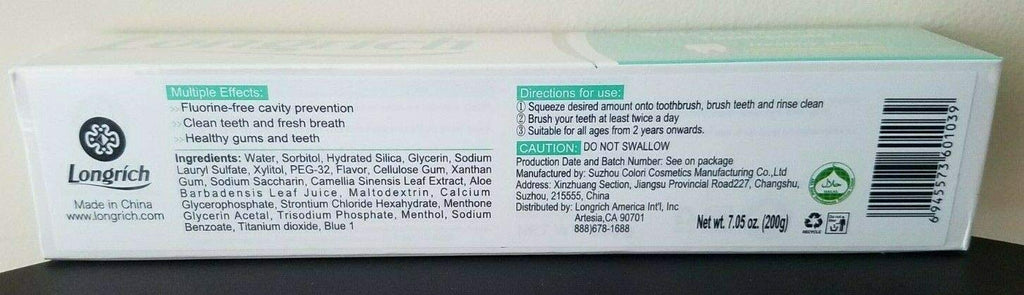 Longrich
Multiple Effects:
Fluorine-free cavity prevention
Clean teeth and fresh breath
Healthy gums and teeth
Longrich
Made in China
www.longrich.com
Ingredients: Water, Sorbitol, Hydrated Silica, Glycerin, Sodium
Lauryl Sulfate, Xylitol, PEG-32, Flavor, Cellulose Gum, Xanthan
Gum, Sodium Saccharin, Camellia Sinensis Leaf Extract, Aloe
Barbadensis Leaf Juice, Maltodextrin, Calcium
Glycerophosphate, Strontium Chloride Hexahydrate, Menthone
Glycerin Acetal, Trisodium Phosphate, Menthol, Sodium
Benzoate, Titanium dioxide, Blue 1
Directions for use:
① Squeeze desired amount onto toothbrush, brush teeth and rinse clean
② Brush your teeth at least twice a day
③ Suitable for all ages from 2 years onwards.
CAUTION: DO NOT SWALLOW
Production Date and Batch Number: See on package
Manufactured by: Suzhou Colori Cosmetics Manufacturing Co.,Ltd
Address: Xinzhuang Section, Jiangsu Provincial Road227, Changshu,
Suzhou, 215555, China
Distributed by: Longrich America Int'l, Inc
Artesia,CA 90701
888)678-1688
Net wt. 7.05 oz. (200g)
RECYCLE
6 945573 601039